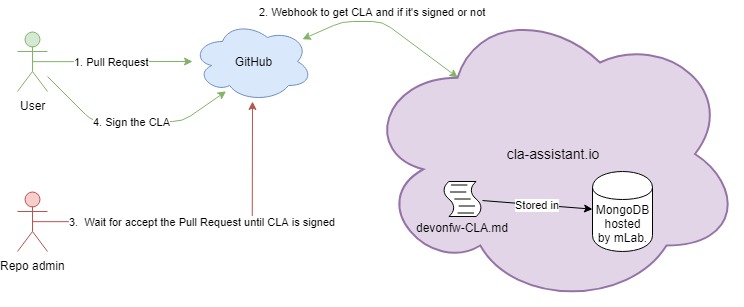 2. Webhook to get CLA and if it's signed or not
1. Pull Request
GitHub
User
4. Sign the CLA
cla-assistant.io
devonfw-CLA.md
Stored in
MongoDB
hosted
by mLab.
3.  Wait for accept the Pull Request until CLA is signed
Repo admin